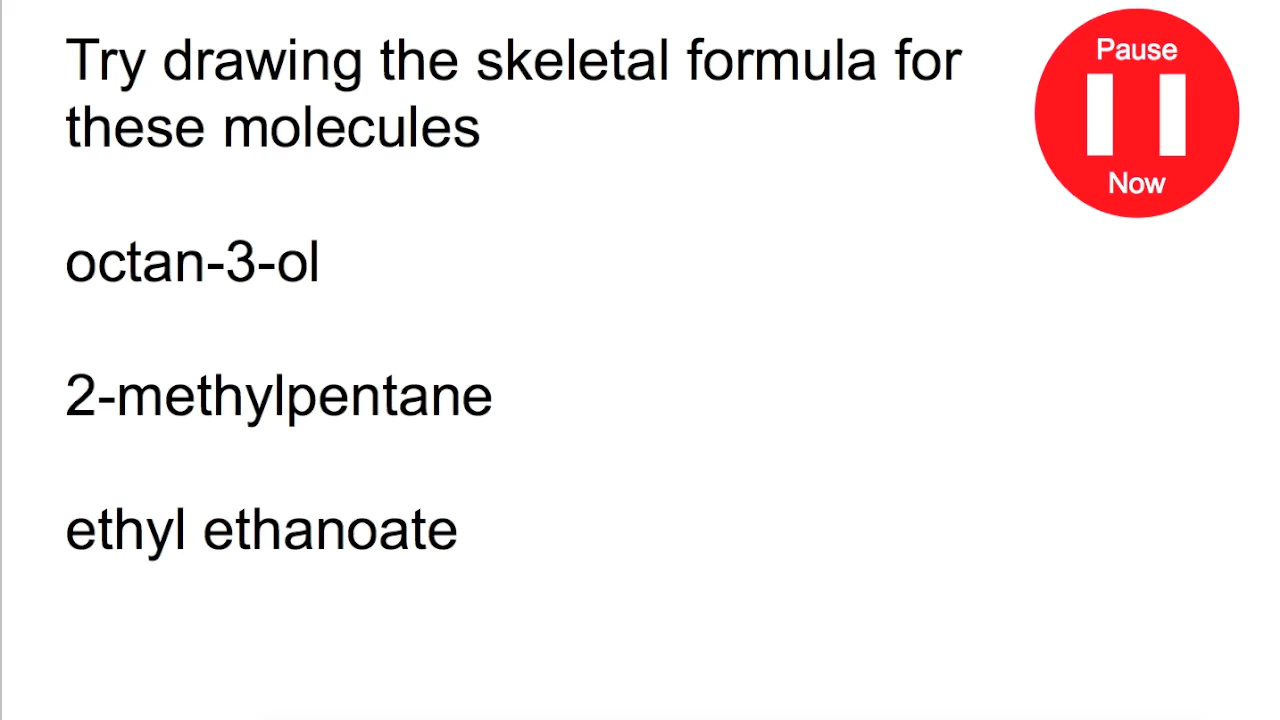 Try drawing the skeletal formula for
these molecules
Pause
Now
octan-3-ol
2-methylpentane
ethyl ethanoate